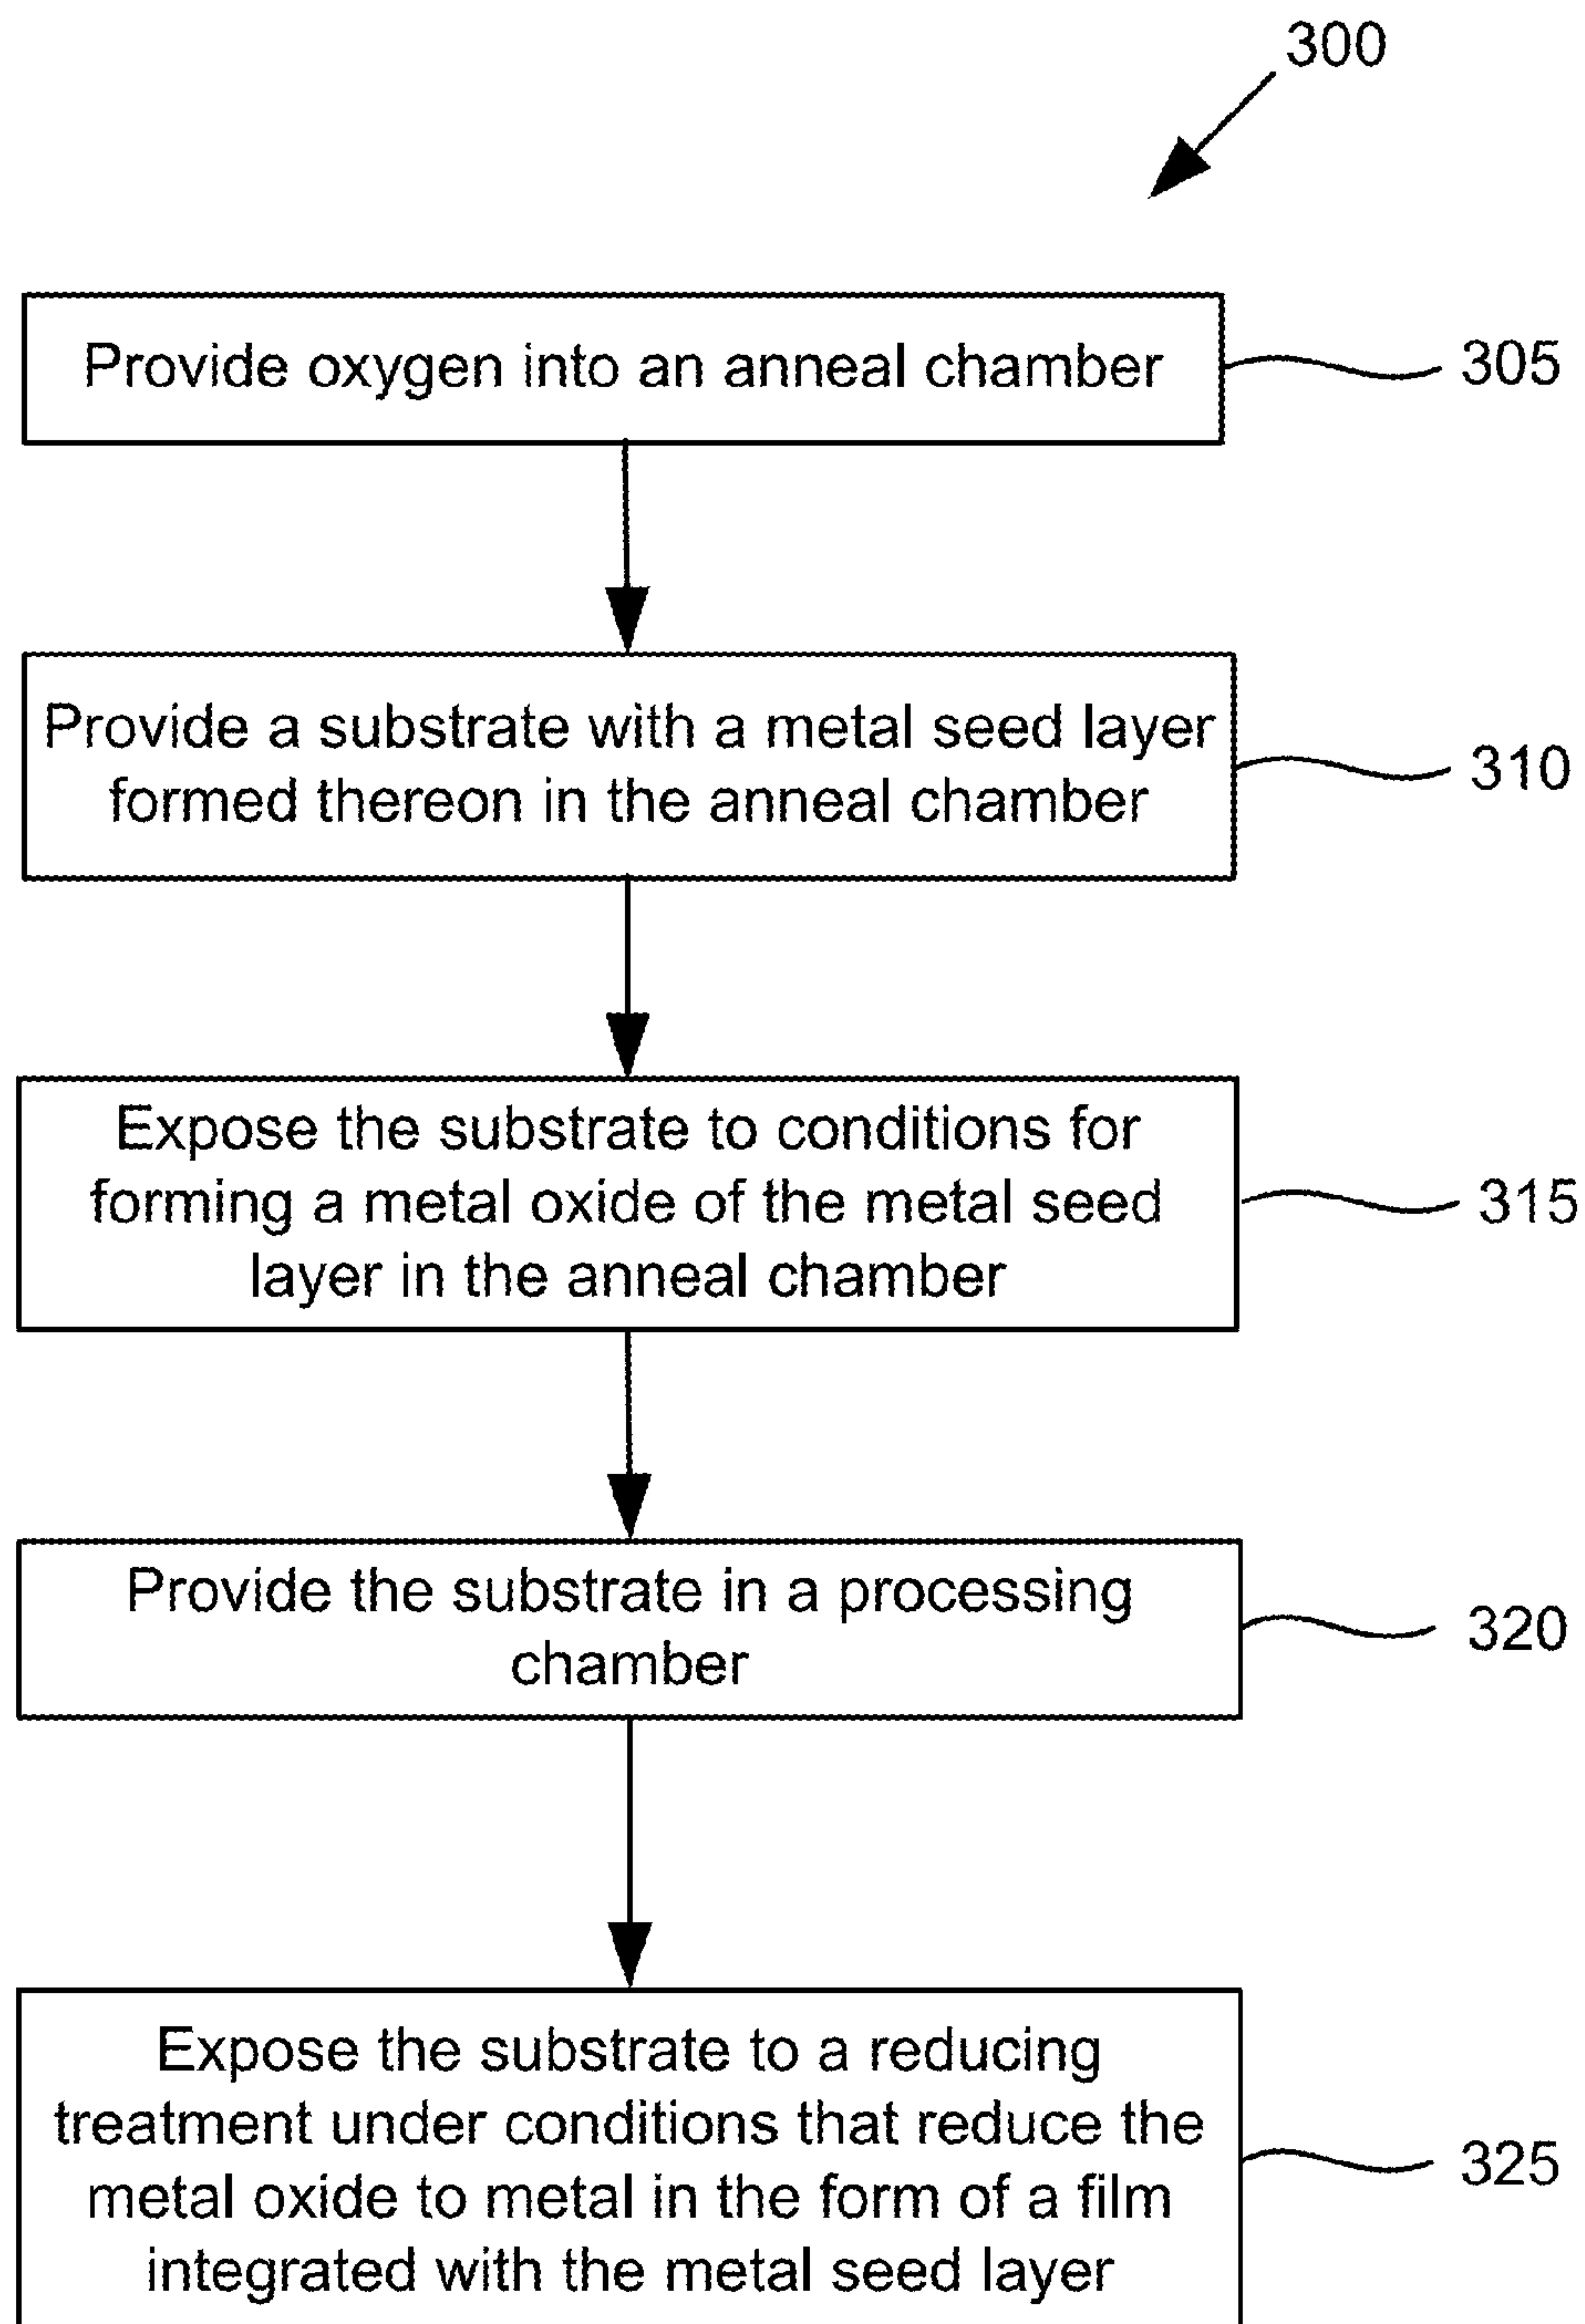 300
Provide oxygen into an anneal chamber
305
Provide a substrate with a metal seed layer
formed thereon in the anneal chamber
310
Expose the substrate to conditions for
forming a metal oxide of the metal seed
layer in the anneal chamber
315
Provide the substrate in a processing
chamber
320
Expose the substrate to a reducing
treatment under conditions that reduce the
metal oxide to metal in the form of a film
integrated with the metal seed layer
325